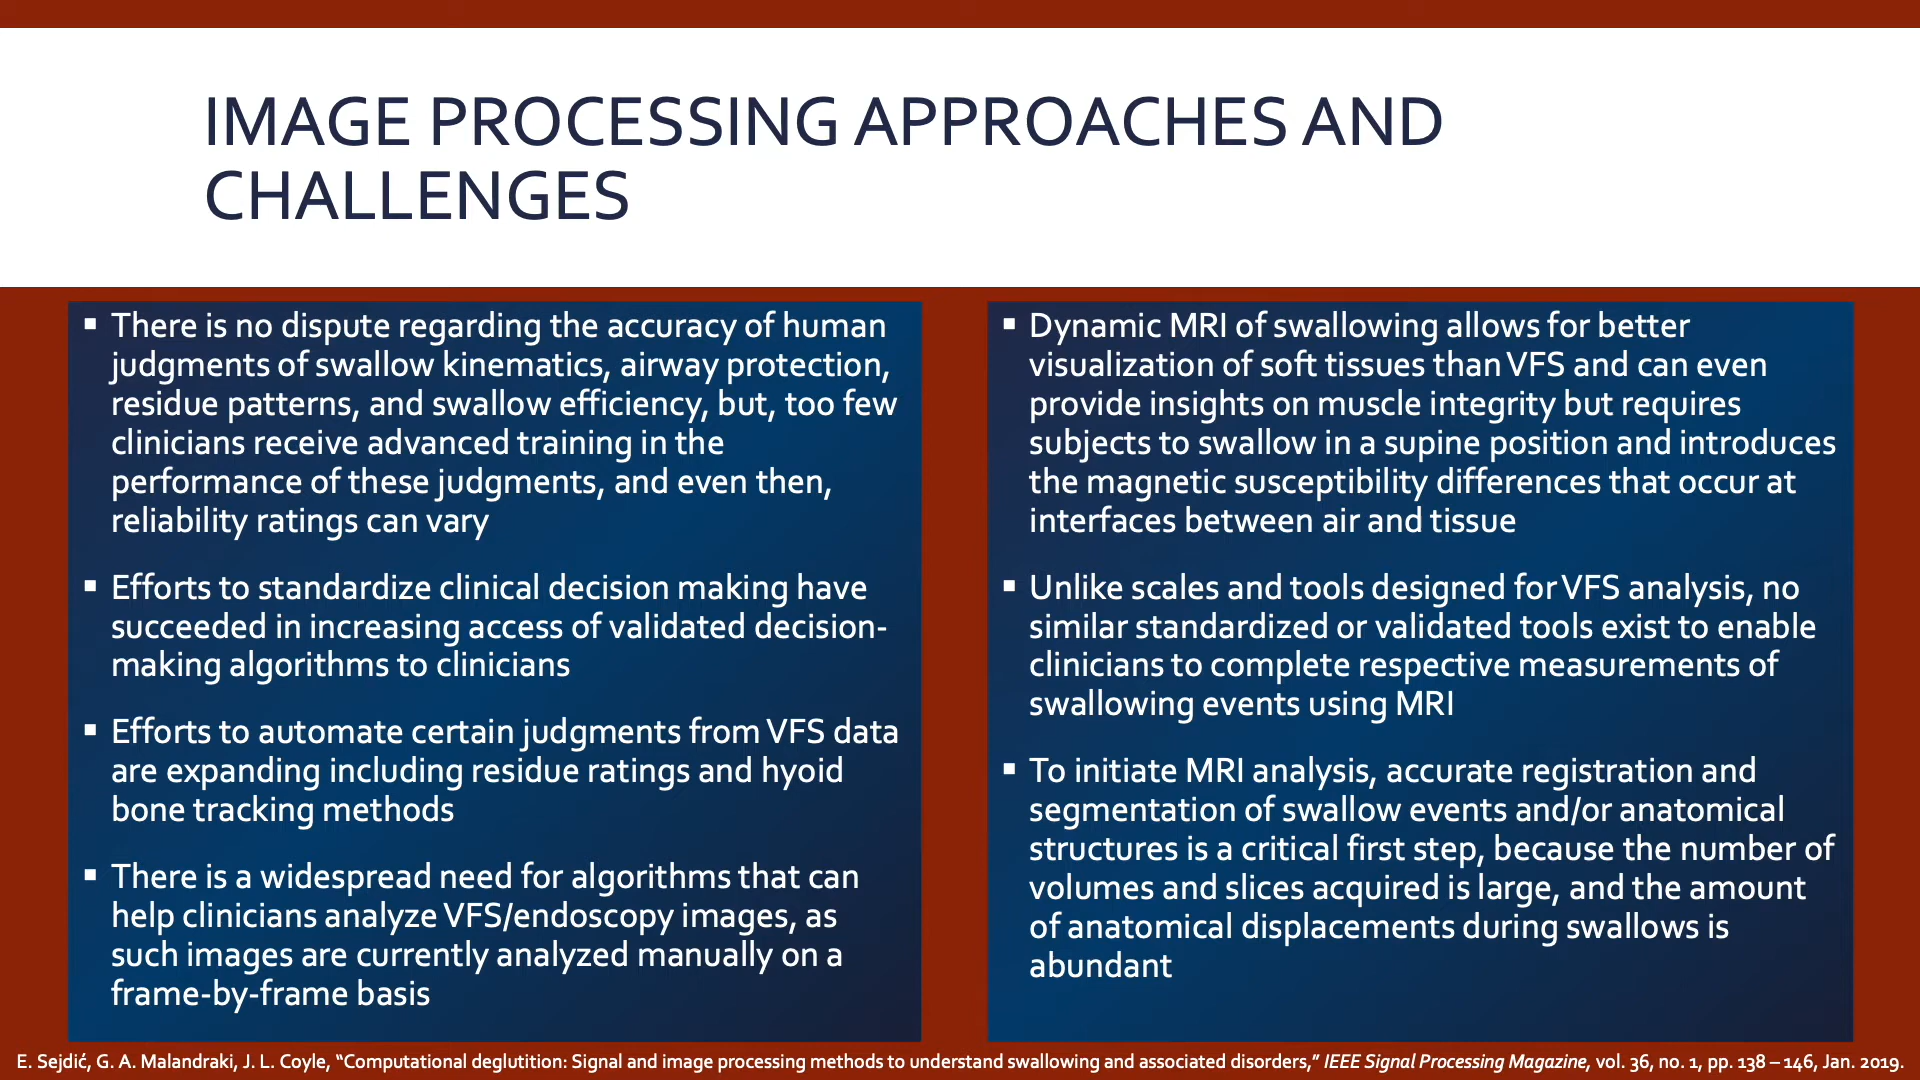 IMAGE PROCESSING APPROACHES AND
CHALLENGES
▪ There is no dispute regarding the accuracy of human
judgments of swallow kinematics, airway protection,
residue patterns, and swallow efficiency, but, too few
clinicians receive advanced training in the
performance of these judgments, and even then,
reliability ratings can vary
▪ Efforts to standardize clinical decision making have
succeeded in increasing access of validated decision-
making algorithms to clinicians
▪ Efforts to automate certain judgments from VFS data
are expanding including residue ratings and hyoid
bone tracking methods
▪ There is a widespread need for algorithms that can
help clinicians analyze VFS/endoscopy images, as
such images are currently analyzed manually on a
frame-by-frame basis
▪ Dynamic MRI of swallowing allows for better
visualization of soft tissues than VFS and can even
provide insights on muscle integrity but requires
subjects to swallow in a supine position and introduces
the magnetic susceptibility differences that occur at
interfaces between air and tissue
▪ Unlike scales and tools designed for VFS analysis, no
similar standardized or validated tools exist to enable
clinicians to complete respective measurements of
swallowing events using MRI
▪ To initiate MRI analysis, accurate registration and
segmentation of swallow events and/or anatomical
structures is a critical first step, because the number of
volumes and slices acquired is large, and the amount
of anatomical displacements during swallows is
abundant
E. Sejdić, G. A. Malandraki, J. L. Coyle, “Computational deglutition: Signal and image processing methods to understand swallowing and associated disorders,” IEEE Signal Processing Magazine, vol. 36, no. 1, pp. 138 – 146, Jan. 2019.